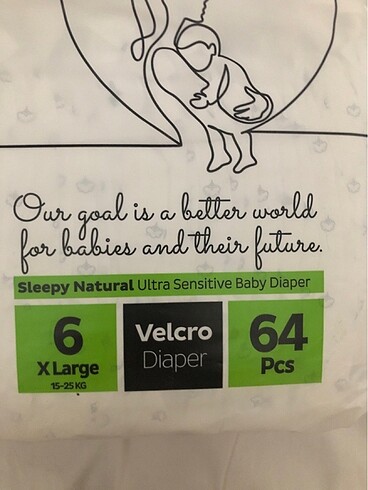 Our goal is a better world
for babies and their future.
Sleepy Natural Ultra Sensitive Baby Diaper
6
X Large
15-25 KG
Velcro
Diaper
64
Pcs